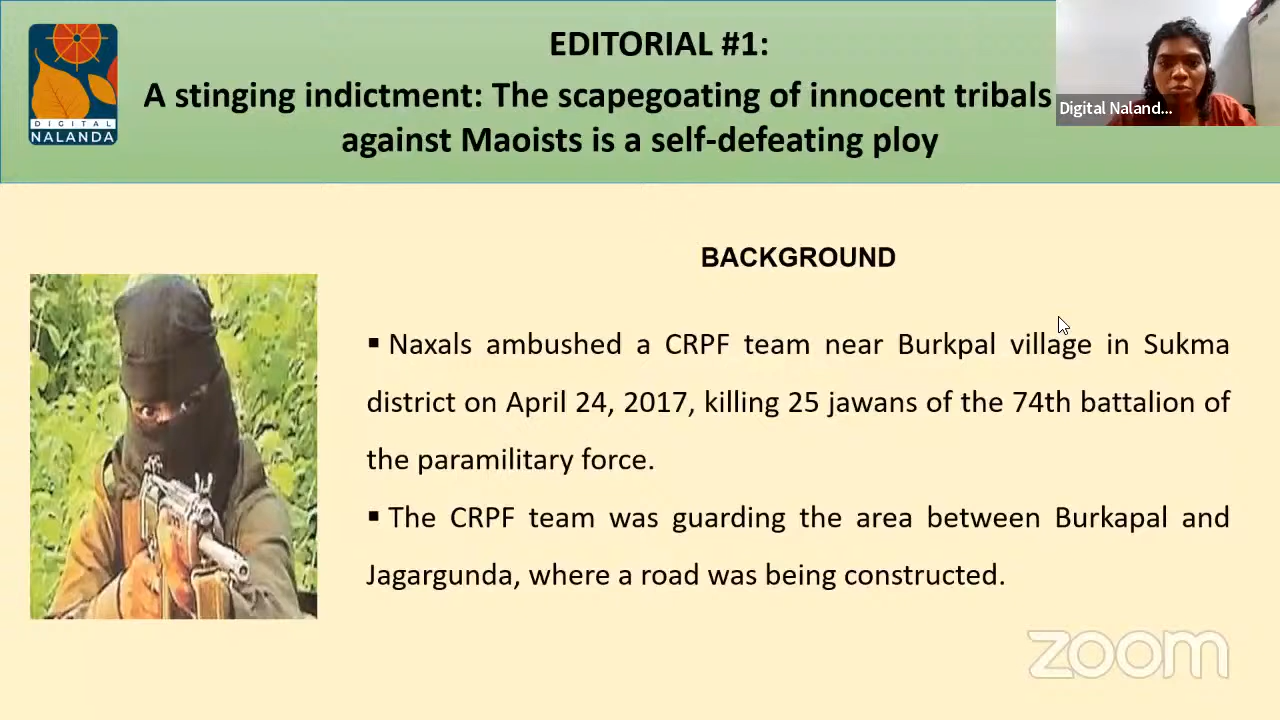 EDITORIAL #1:
A stinging indictment: The scapegoating of innocent tribals
against Maoists is a self-defeating ploy
DIGITAL
NALANDA
Digital Naland...
BACKGROUND
▪ Naxals ambushed a CRPF team near Burkpal village in Sukma
district on April 24, 2017, killing 25 jawans of the 74th battalion of
the paramilitary force.
▪ The CRPF team was guarding the area between Burkapal and
Jagargunda, where a road was being constructed.
zoom